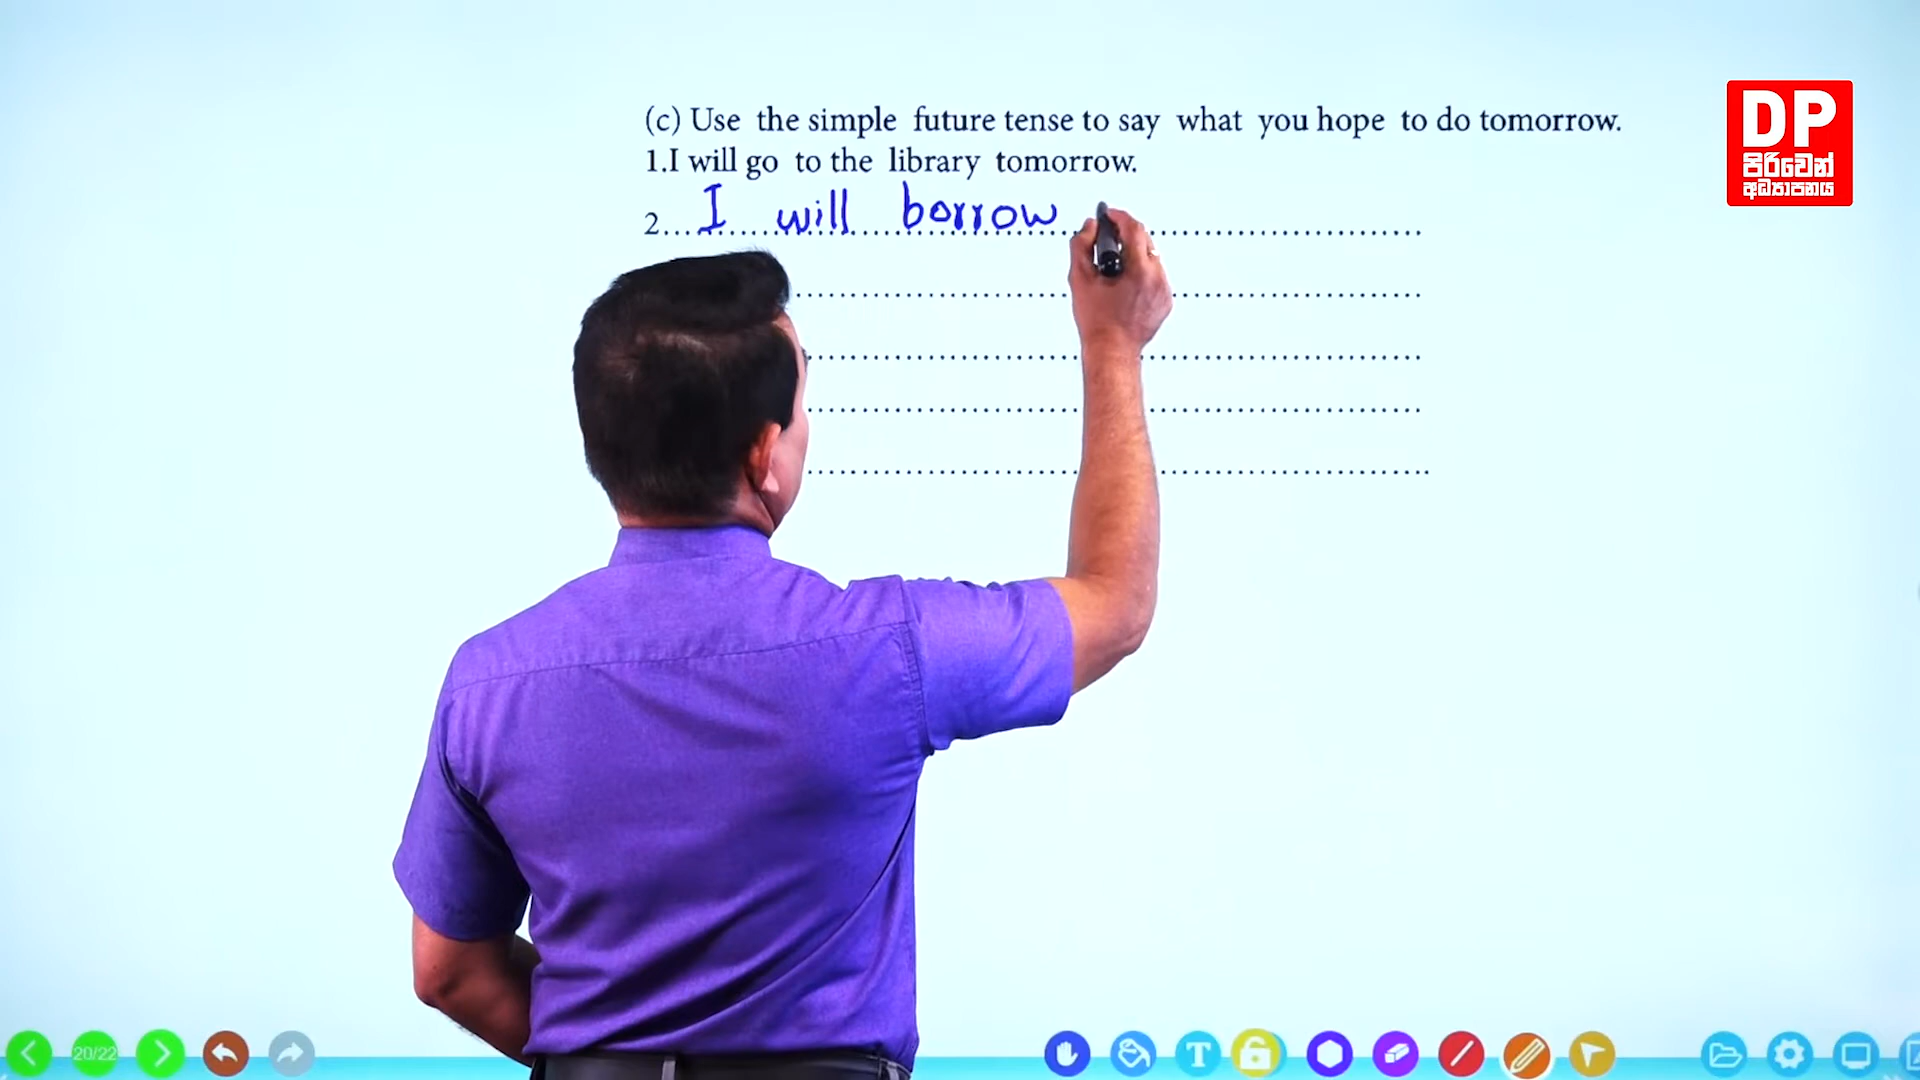 (c) Use the simple future tense to say what you hope to do tomorrow.
1.I will go to the library tomorrow.
2... I will borrow
DP
පිරිවෙන්
අධ්‍යාපනය
20/22
T